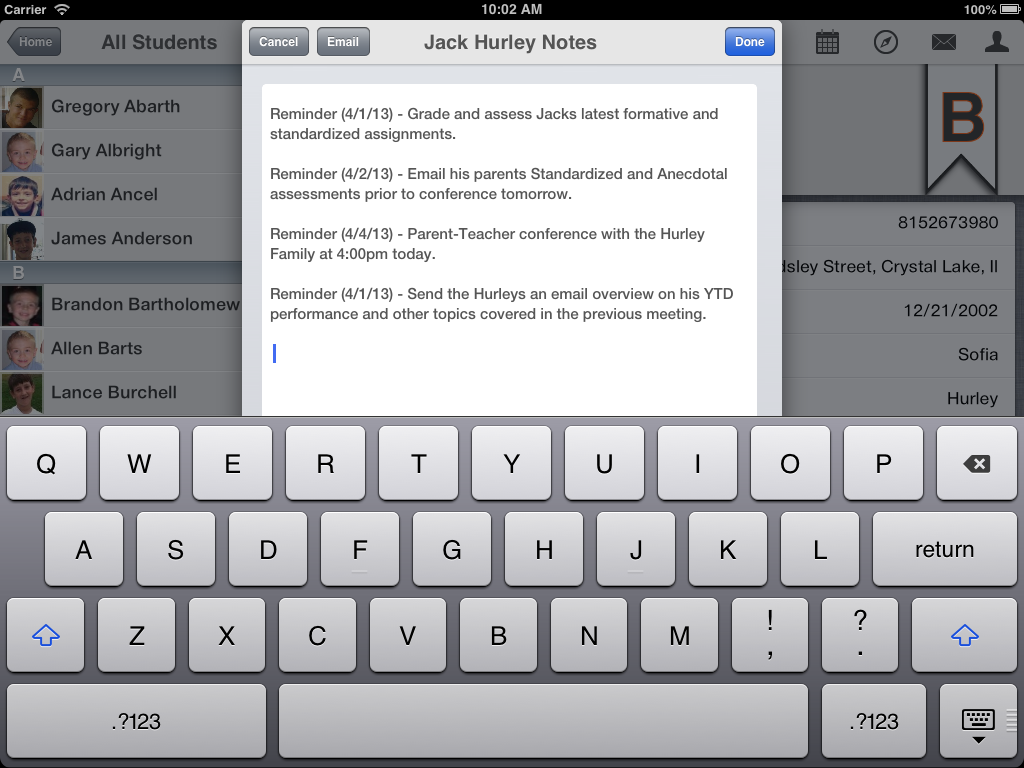 Carrier 10:02 AM 100%
Home All Students Cancel Email Jack Hurley Notes Done
A
Gregory Abarth
Gary Albright
Adrian Ancel
James Anderson
B
Brandon Bartholomew
Allen Barts
Lance Burchell
Reminder (4/1/13) - Grade and assess Jacks latest formative and
standardized assignments.
Reminder (4/2/13) - Email his parents Standardized and Anecdotal
assessments prior to conference tomorrow.
Reminder (4/4/13) - Parent-Teacher conference with the Hurley
Family at 4:00pm today.
Reminder (4/1/13) - Send the Hurleys an email overview on his YTD
performance and other topics covered in the previous meeting.
B
8152673980
Street, Crystal Lake, Il
12/21/2002
Sofia
Hurley
Q W E R T Y U I O P
A S D F G H J K L return
Z X C V B N M ! , ? .
.?123 .?123